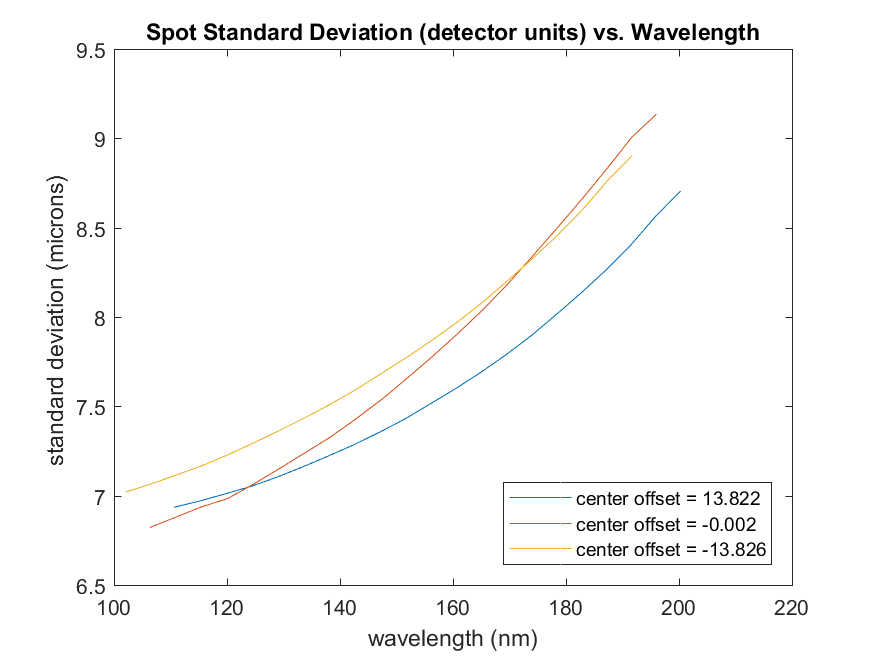 Spot Standard Deviation (detector units) vs. Wavelength
9.5
9
8.5
8
7.5
7
6.5
standard deviation (microns)
center offset = 13.822
center offset = -0.002
center offset = -13.826
100 120 140 160 180 200 220
wavelength (nm)